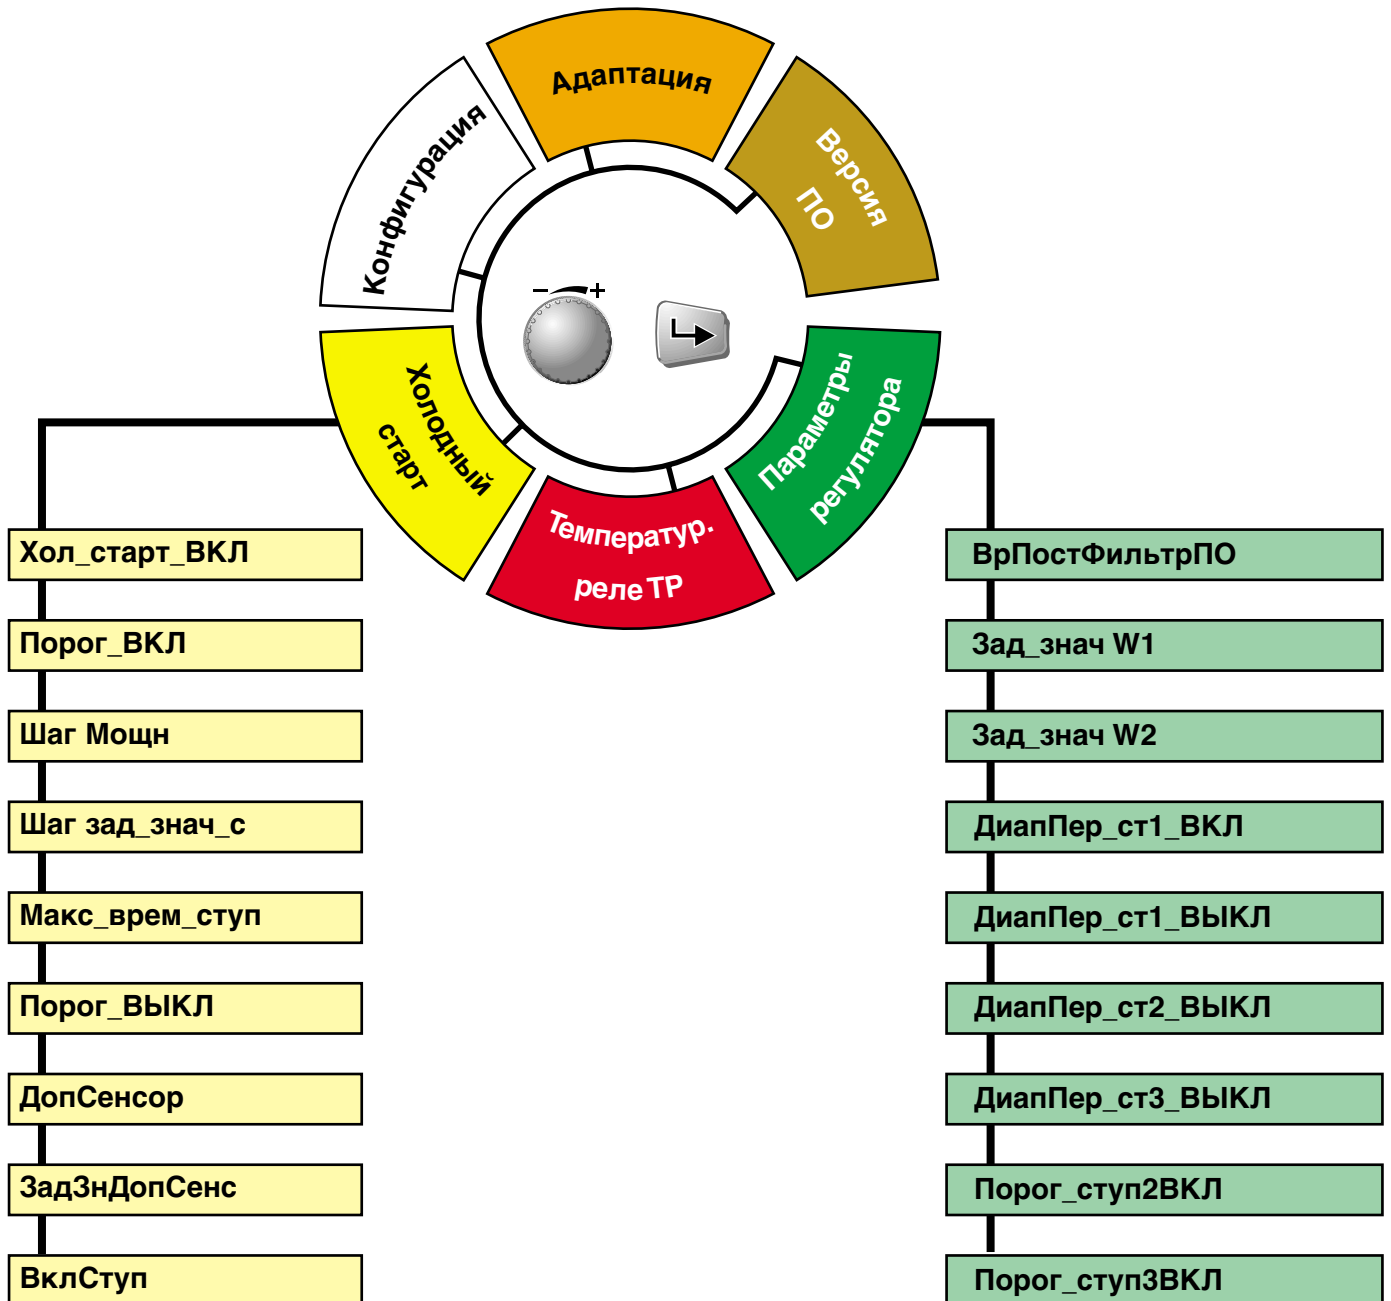 Адаптация
Конфигурация
Версия
ПО
− +
Холодный
старт
Параметры
регулятора
Температур.
реле ТР
Хол_старт_ВКЛ
Порог_ВКЛ
Шаг Мощн
Шаг зад_знач_с
Макс_врем_ступ
Порог_ВЫКЛ
ДопСенсор
ЗадЗнДопСенс
ВклСтуп
ВрПостФильтрПО
Зад_знач W1
Зад_знач W2
ДиапПер_ст1_ВКЛ
ДиапПер_ст1_ВЫКЛ
ДиапПер_ст2_ВЫКЛ
ДиапПер_ст3_ВЫКЛ
Порог_ступ2ВКЛ
Порог_ступ3ВКЛ